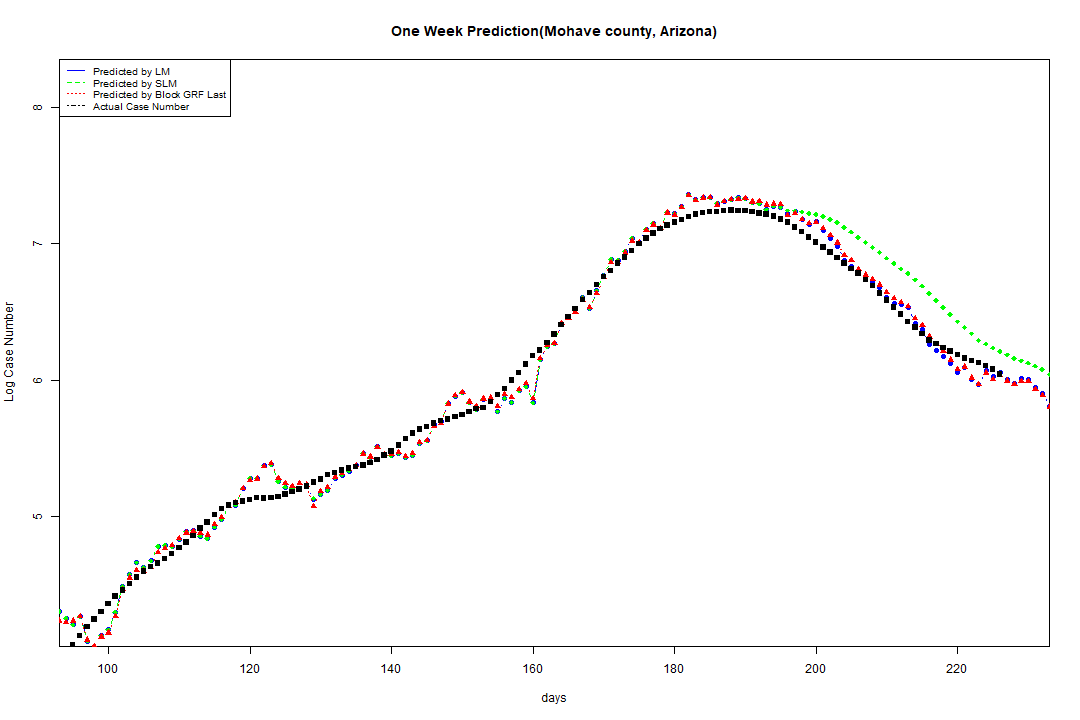 One Week Prediction(Mohave county, Arizona)
Predicted by LM
Predicted by SLM
Predicted by Block GRF Last
Actual Case Number
8
7
6
5
Log Case Number
100 120 140 160 180 200 220
days